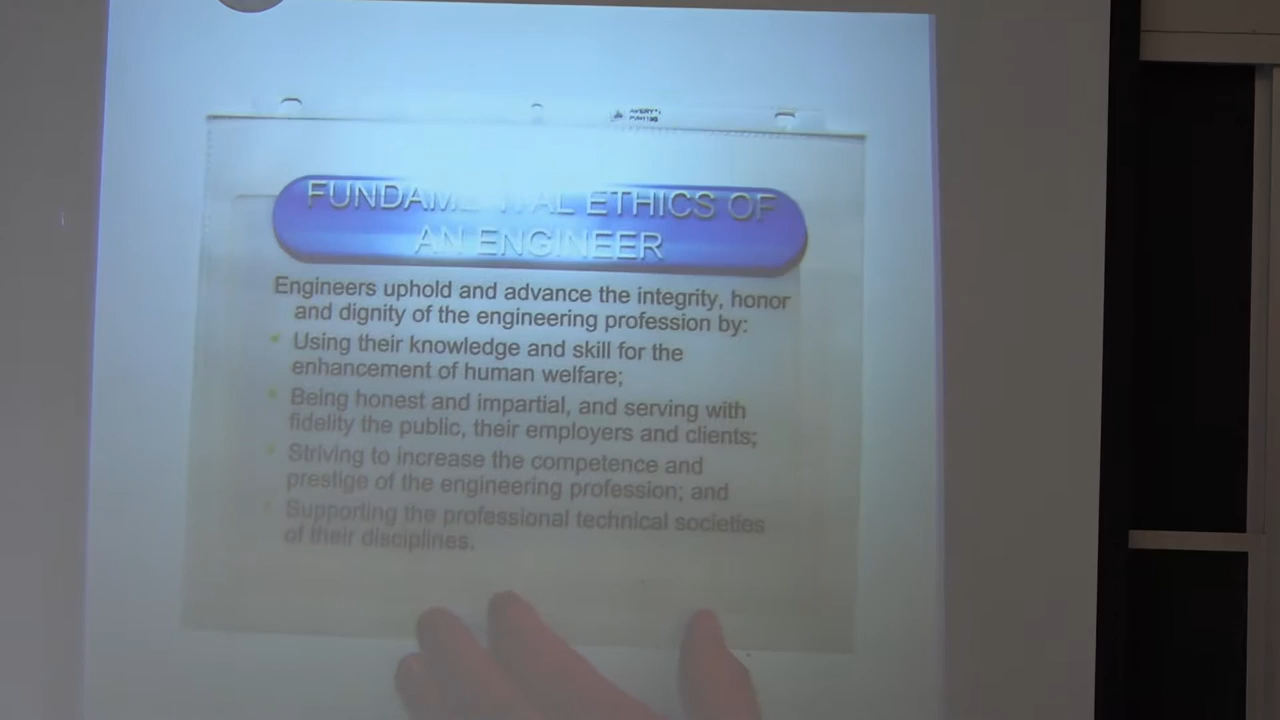 AVERY
FUNDAMENTAL ETHICS OF
AN ENGINEER
Engineers uphold and advance the integrity, honor
and dignity of the engineering profession by:
• Using their knowledge and skill for the
enhancement of human welfare;
• Being honest and impartial, and serving with
fidelity the public, their employers and clients;
• Striving to increase the competence and
prestige of the engineering profession; and
• Supporting the professional technical societies
of their disciplines.